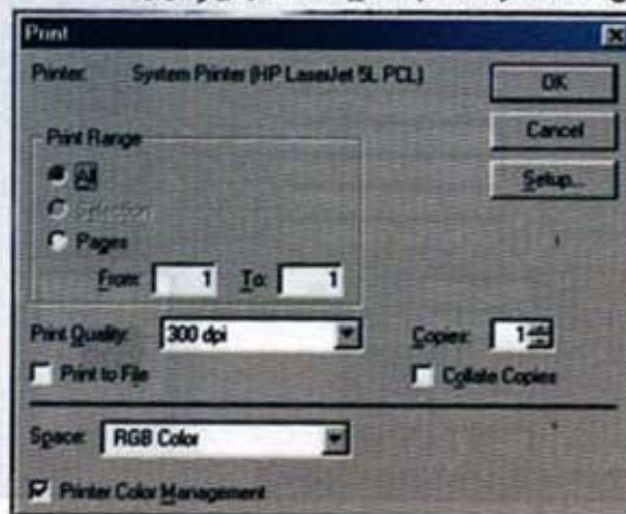 Print
Printer: System Printer (HP LaserJet 5L PCL)
OK
Cancel
Setup...
Print Range
All
Selection
Pages
From: 1 To: 1
Print Quality: 300 dpi
Copies: 1
Print to File
Collate Copies
Space: RGB Color
Printer Color Management